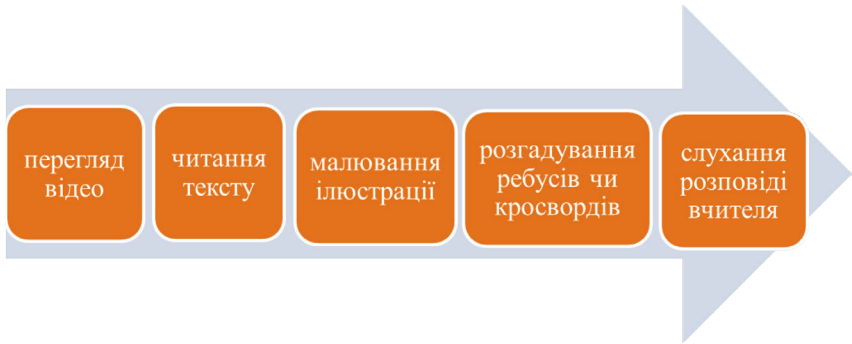 перегляд
відео
читання
тексту
малювання
ілюстрації
розгадування
ребусів чи
кросвордів
слухання
розповіді
вчителя